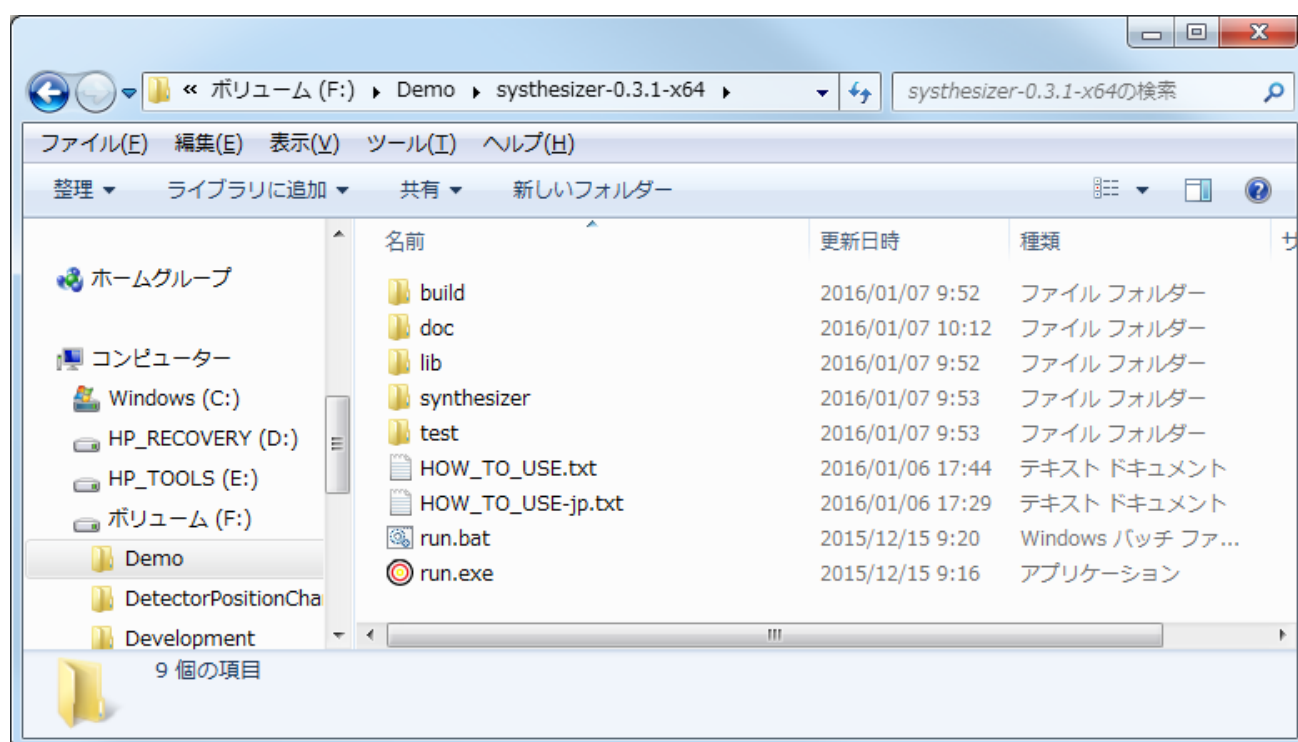 « ボリューム (F:) Demo systhesizer-0.3.1-x64 systhesizer-0.3.1-x64の検索
ファイル(F) 編集(E) 表示(V) ツール(T) ヘルプ(H)
整理 ライブラリに追加 共有 新しいフォルダー
ホームグループ
コンピューター
Windows (C:)
HP_RECOVERY (D:)
HP_TOOLS (E:)
ボリューム (F:)
Demo
DetectorPositionCha
Development
名前 更新日時 種類 サ
build 2016/01/07 9:52 ファイル フォルダー
doc 2016/01/07 10:12 ファイル フォルダー
lib 2016/01/07 9:52 ファイル フォルダー
synthesizer 2016/01/07 9:53 ファイル フォルダー
test 2016/01/07 9:53 ファイル フォルダー
HOW_TO_USE.txt 2016/01/06 17:44 テキスト ドキュメント
HOW_TO_USE-jp.txt 2016/01/06 17:29 テキスト ドキュメント
run.bat 2015/12/15 9:20 Windows バッチ ファ...
run.exe 2015/12/15 9:16 アプリケーション
9 個の項目